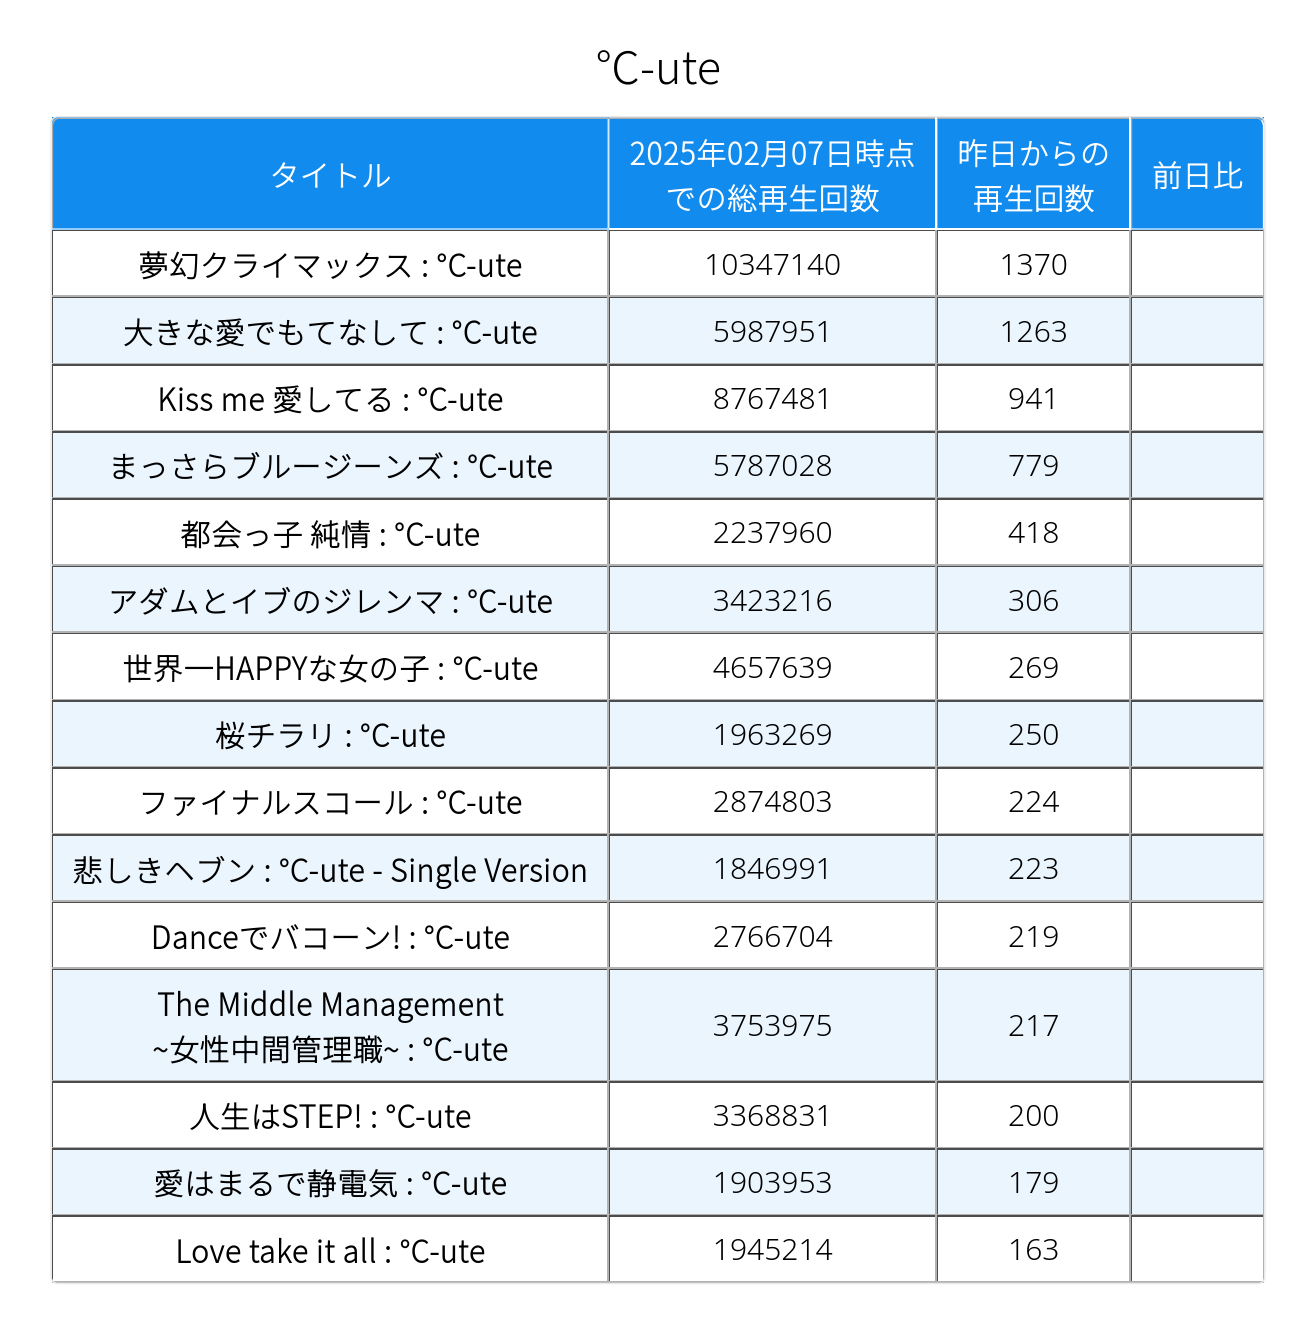 ℃-ute
タイトル
2025年02月07日時点
での総再生回数
昨日からの
再生回数
前日比
夢幻クライマックス : ℃-ute
10347140
1370
大きな愛でもてなして : ℃-ute
5987951
1263
Kiss me 愛してる : ℃-ute
8767481
941
まっさらブルージーンズ : ℃-ute
5787028
779
都会っ子 純情 : ℃-ute
2237960
418
アダムとイブのジレンマ : ℃-ute
3423216
306
世界一HAPPYな女の子 : ℃-ute
4657639
269
桜チラリ : ℃-ute
1963269
250
ファイナルスコール : ℃-ute
2874803
224
悲しきヘブン : ℃-ute - Single Version
1846991
223
Danceでバコーン! : ℃-ute
2766704
219
The Middle Management
~女性中間管理職~ : ℃-ute
3753975
217
人生はSTEP! : ℃-ute
3368831
200
愛はまるで静電気 : ℃-ute
1903953
179
Love take it all : ℃-ute
1945214
163